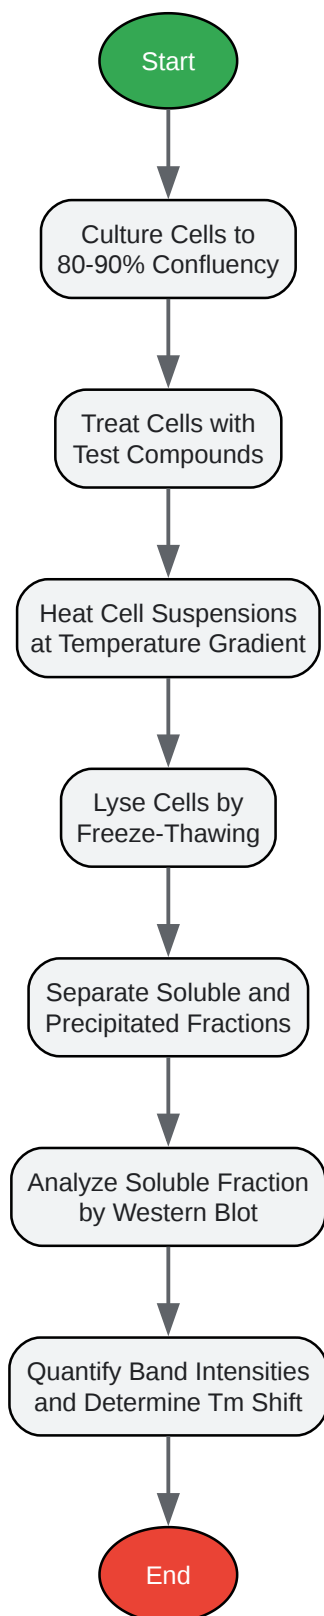 Start
Culture Cells to
80-90% Confluency
Treat Cells with
Test Compounds
Heat Cell Suspensions
at Temperature Gradient
Lyse Cells by
Freeze-Thawing
Separate Soluble and
Precipitated Fractions
Analyze Soluble Fraction
by Western Blot
Quantify Band Intensities
and Determine Tm Shift
End